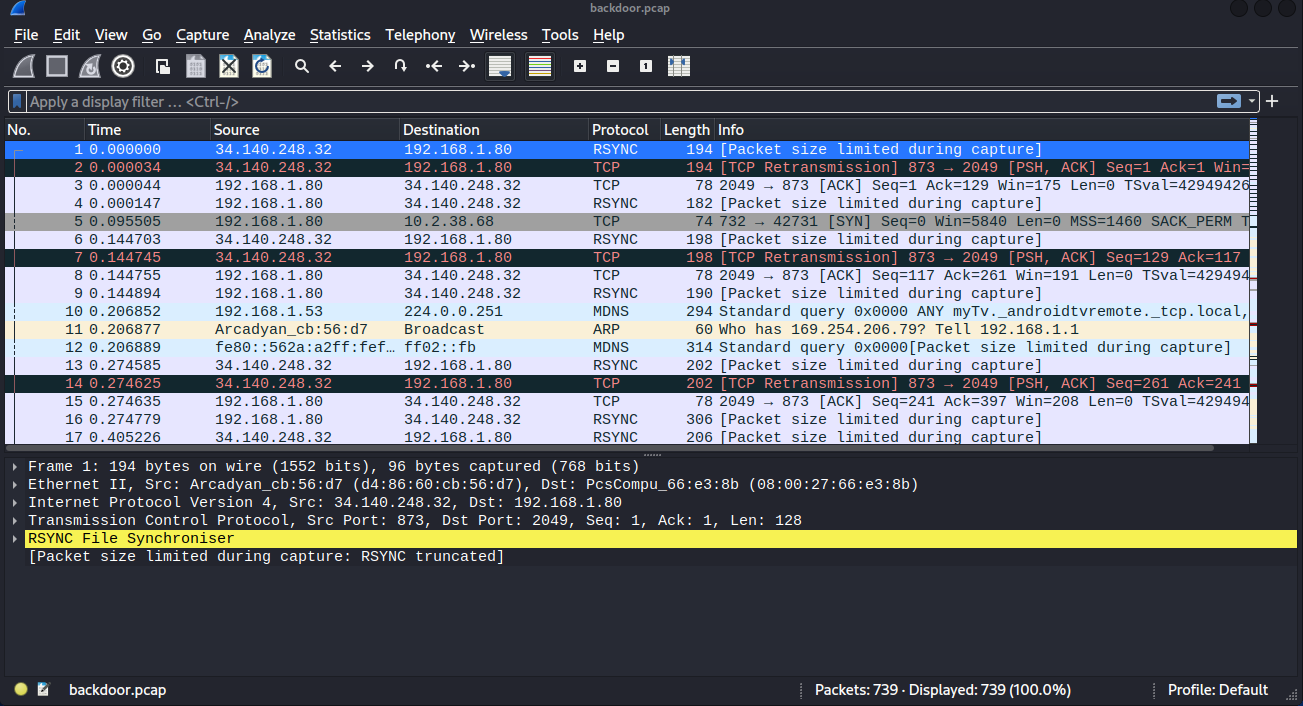 backdoor.pcap
File Edit View Go Capture Analyze Statistics Telephony Wireless Tools Help
Apply a display filter … <Ctrl-/>
No. Time Source Destination Protocol Length Info
1 0.000000 34.140.248.32 192.168.1.80 RSYNC 194 [Packet size limited during capture]
2 0.000034 34.140.248.32 192.168.1.80 TCP 194 [TCP Retransmission] 873 → 2049 [PSH, ACK] Seq=1 Ack=1 Win=
3 0.000044 192.168.1.80 34.140.248.32 TCP 78 2049 → 873 [ACK] Seq=1 Ack=129 Win=175 Len=0 TSval=42949426
4 0.000147 192.168.1.80 34.140.248.32 RSYNC 182 [Packet size limited during capture]
5 0.095505 192.168.1.80 10.2.38.68 TCP 74 732 → 42731 [SYN] Seq=0 Win=5840 Len=0 MSS=1460 SACK_PERM T
6 0.144703 34.140.248.32 192.168.1.80 RSYNC 198 [Packet size limited during capture]
7 0.144745 34.140.248.32 192.168.1.80 TCP 198 [TCP Retransmission] 873 → 2049 [PSH, ACK] Seq=129 Ack=117
8 0.144755 192.168.1.80 34.140.248.32 TCP 78 2049 → 873 [ACK] Seq=117 Ack=261 Win=191 Len=0 TSval=429494
9 0.144894 192.168.1.80 34.140.248.32 RSYNC 190 [Packet size limited during capture]
10 0.206852 192.168.1.53 224.0.0.251 MDNS 294 Standard query 0x0000 ANY myTv._androidtvremote._tcp.local,
11 0.206877 Arcadyan_cb:56:d7 Broadcast ARP 60 Who has 169.254.206.79? Tell 192.168.1.1
12 0.206889 fe80::562a:a2ff:fef… ff02::fb MDNS 314 Standard query 0x0000[Packet size limited during capture]
13 0.274585 34.140.248.32 192.168.1.80 RSYNC 202 [Packet size limited during capture]
14 0.274625 34.140.248.32 192.168.1.80 TCP 202 [TCP Retransmission] 873 → 2049 [PSH, ACK] Seq=261 Ack=241
15 0.274635 192.168.1.80 34.140.248.32 TCP 78 2049 → 873 [ACK] Seq=241 Ack=397 Win=208 Len=0 TSval=429494
16 0.274779 192.168.1.80 34.140.248.32 RSYNC 306 [Packet size limited during capture]
17 0.405226 34.140.248.32 192.168.1.80 RSYNC 206 [Packet size limited during capture]
Frame 1: 194 bytes on wire (1552 bits), 96 bytes captured (768 bits)
Ethernet II, Src: Arcadyan_cb:56:d7 (d4:86:60:cb:56:d7), Dst: PcsCompu_66:e3:8b (08:00:27:66:e3:8b)
Internet Protocol Version 4, Src: 34.140.248.32, Dst: 192.168.1.80
Transmission Control Protocol, Src Port: 873, Dst Port: 2049, Seq: 1, Ack: 1, Len: 128
RSYNC File Synchroniser
[Packet size limited during capture: RSYNC truncated]
backdoor.pcap Packets: 739 · Displayed: 739 (100.0%) Profile: Default